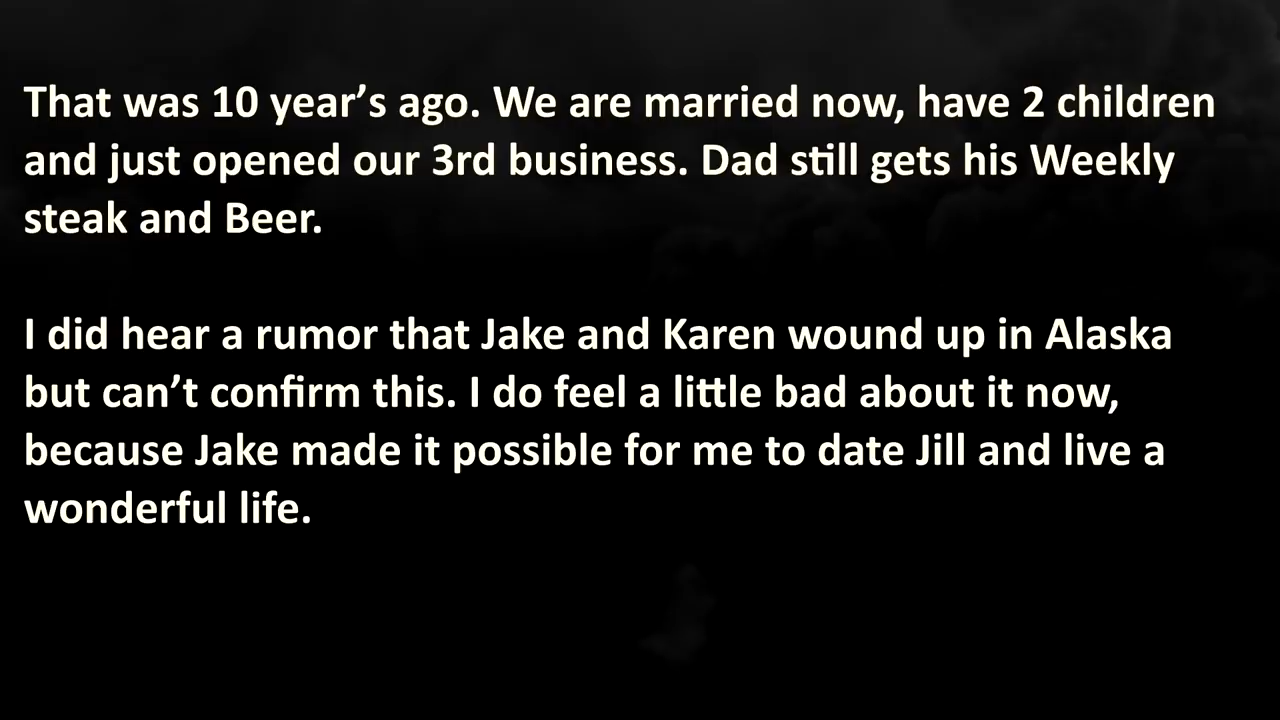 That was 10 year’s ago. We are married now, have 2 children
and just opened our 3rd business. Dad still gets his Weekly
steak and Beer.
I did hear a rumor that Jake and Karen wound up in Alaska
but can’t confirm this. I do feel a little bad about it now,
because Jake made it possible for me to date Jill and live a
wonderful life.